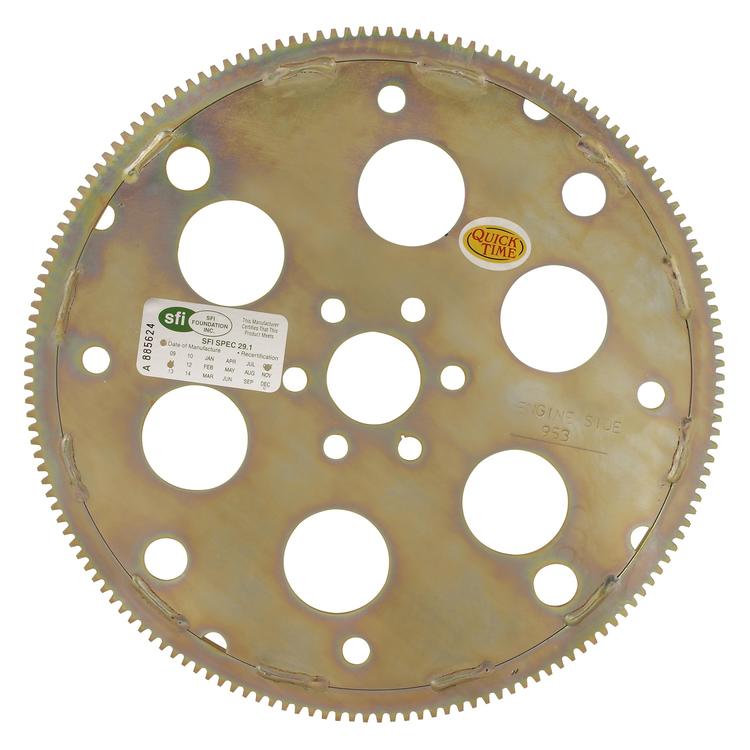 QUICK
TIME
A 885624
sfi
SFI
FOUNDATION
INC.
This Manufacturer
Certifies That This
Product Meets
SFI SPEC 29.1
Date of Manufacture • Recertification
09 10 JAN APR JUL
12 FEB MAY AUG NOV
13 14 MAR JUN SEP DEC
ENGINE SIDE
953